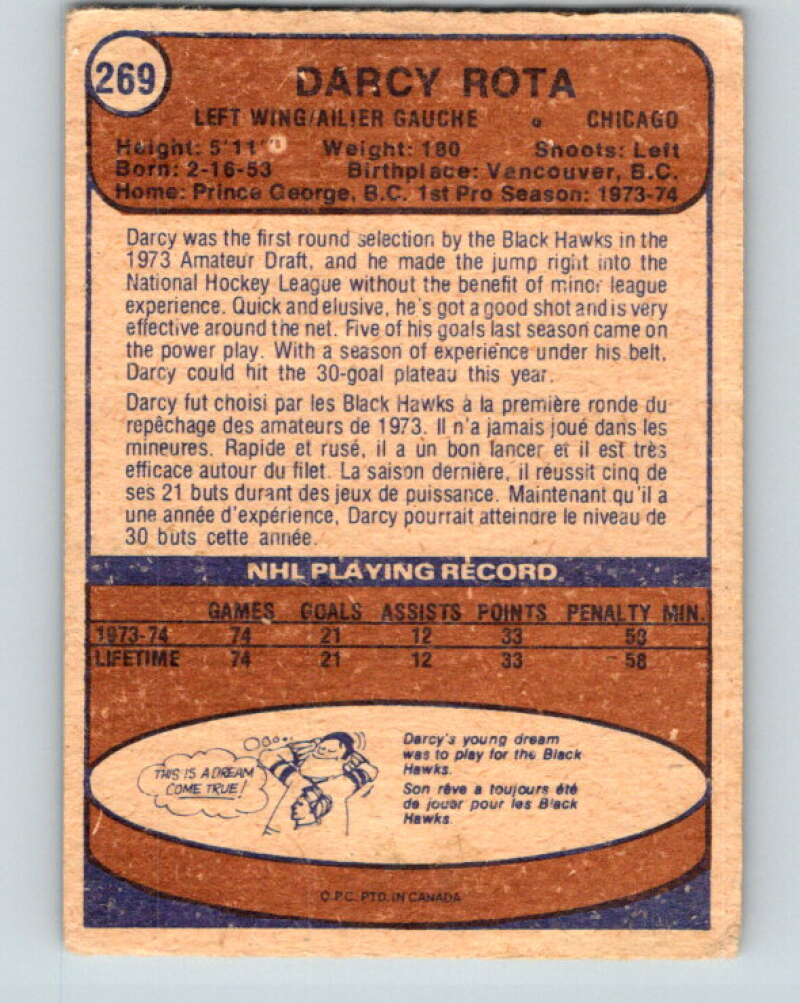 269
DARCY ROTA
LEFT WING/AILIER GAUCHE • CHICAGO
Height: 5'11" Weight: 180 Shoots: Left
Born: 2-16-53 Birthplace: Vancouver, B.C.
Home: Prince George, B.C. 1st Pro Season: 1973-74
Darcy was the first round selection by the Black Hawks in the
1973 Amateur Draft, and he made the jump right into the
National Hockey League without the benefit of minor league
experience. Quick and elusive, he's got a good shot and is very
effective around the net. Five of his goals last season came on
the power play. With a season of experience under his belt,
Darcy could hit the 30-goal plateau this year.
Darcy fut choisi par les Black Hawks à la première ronde du
repêchage des amateurs de 1973. Il n'a jamais joué dans les
mineures. Rapide et rusé, il a un bon lancer et il est très
efficace autour du filet. La saison dernière, il réussit cinq de
ses 21 buts durant des jeux de puissance. Maintenant qu'il a
une année d'expérience, Darcy pourrait atteindre le niveau de
30 buts cette année.
NHL PLAYING RECORD
GAMES GOALS ASSISTS POINTS PENALTY MIN.
1973-74 74 21 12 33 58
LIFETIME 74 21 12 33 58
THIS IS A DREAM
COME TRUE!
Darcy's young dream
was to play for the Black
Hawks.
Son rêve a toujours été
de jouer pour les Black
Hawks.
O.P.C. PTD. IN CANADA